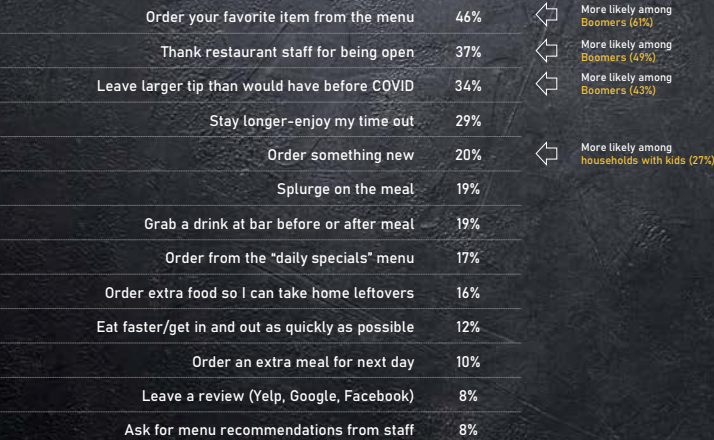 Order your favorite item from the menu 46% More likely among
Boomers (61%)
Thank restaurant staff for being open 37% More likely among
Boomers (49%)
Leave larger tip than would have before COVID 34% More likely among
Boomers (43%)
Stay longer-enjoy my time out 29%
Order something new 20% More likely among
households with kids (27%)
Splurge on the meal 19%
Grab a drink at bar before or after meal 19%
Order from the “daily specials” menu 17%
Order extra food so I can take home leftovers 16%
Eat faster/get in and out as quickly as possible 12%
Order an extra meal for next day 10%
Leave a review (Yelp, Google, Facebook) 8%
Ask for menu recommendations from staff 8%